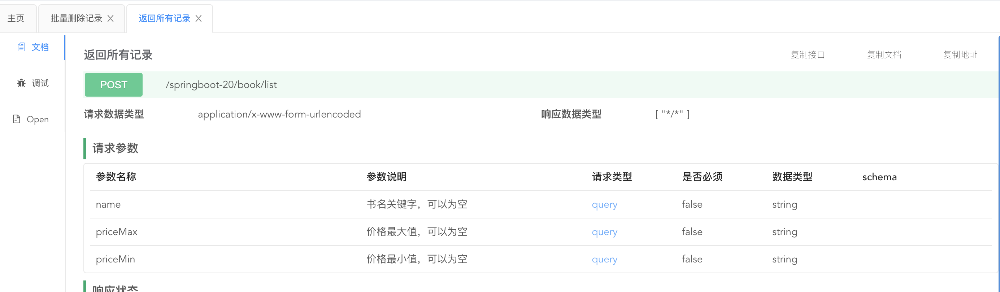 主页 批量删除记录 X 返回所有记录 X
文档
调试
Open
返回所有记录 复制接口 复制文档 复制地址
POST /springboot-20/book/list
请求数据类型 application/x-www-form-urlencoded 响应数据类型 [ "*/*" ]
请求参数
参数名称 参数说明 请求类型 是否必须 数据类型 schema
name 书名关键字，可以为空 query false string
priceMax 价格最大值，可以为空 query false string
priceMin 价格最小值，可以为空 query false string
响应状态